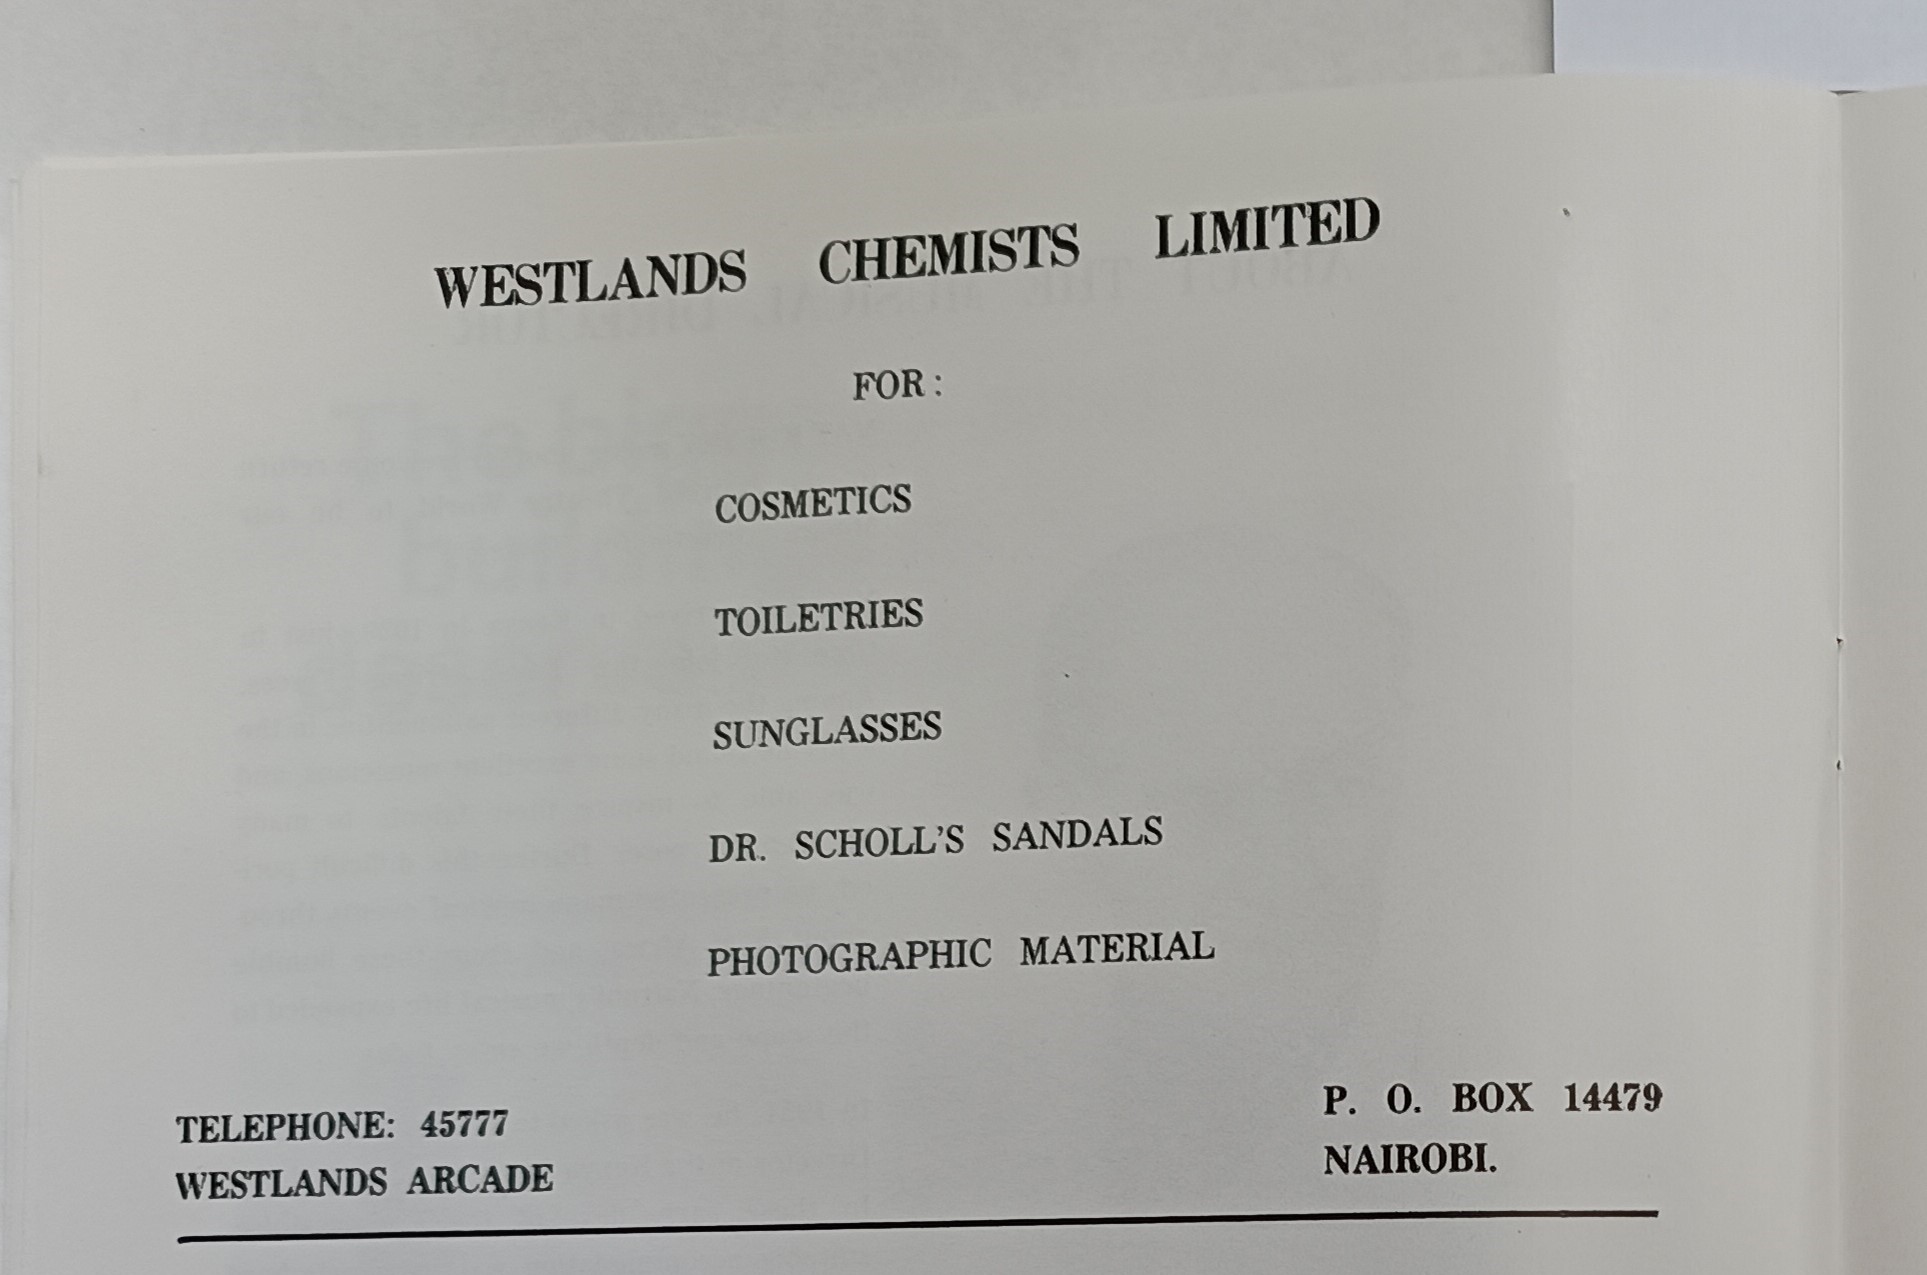 WESTLANDS CHEMISTS LIMITED
FOR:
COSMETICS
TOILETRIES
SUNGLASSES
DR. SCHOLL'S SANDALS
PHOTOGRAPHIC MATERIAL
TELEPHONE: 45777
WESTLANDS ARCADE
P. O. BOX 14479
NAIROBI.